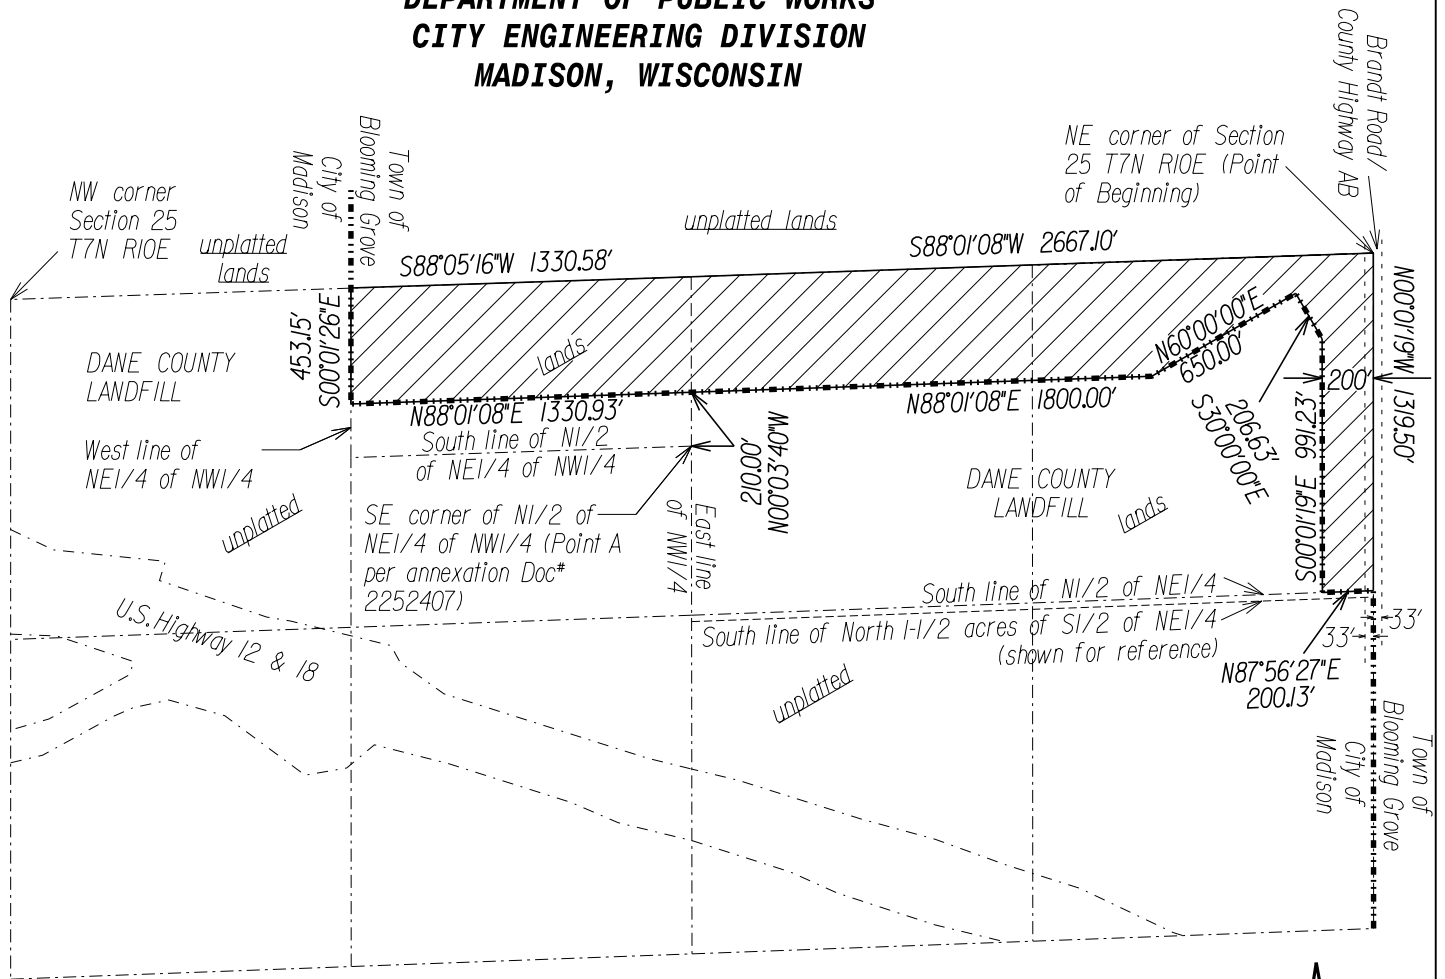 DEPARTMENT OF PUBLIC WORKS
CITY ENGINEERING DIVISION
MADISON, WISCONSIN
Brandt Road/
County Highway AB
NE corner of Section
25 T7N R10E (Point
of Beginning)
Town of
Blooming Grove
City of
Madison
NW corner
Section 25
T7N R10E
unplatted
lands
unplatted lands
S88°05'16"W 1330.58'
S88°01'08"W 2667.10'
453.15'
S00°01'26"E
N00°01'19"W 1319.50'
DANE COUNTY
LANDFILL
lands
N60°00'00"E
650.00'
200'
206.63'
S30°00'00"E
S00°01'19"E 991.23'
N88°01'08"E 1330.93'
N88°01'08"E 1800.00'
South line of N1/2
of NE1/4 of NW1/4
210.00'
N00°03'40"W
West line of
NE1/4 of NW1/4
DANE COUNTY
LANDFILL
lands
unplatted
SE corner of N1/2 of
NE1/4 of NW1/4 (Point A
per annexation Doc#
2252407)
East line
of NW1/4
South line of N1/2 of NE1/4
South line of North 1-1/2 acres of S1/2 of NE1/4
(shown for reference)
33'
33'
U.S. Highway 12 & 18
unplatted
N87°56'27"E
200.13'
Town of
Blooming Grove
City of
Madison